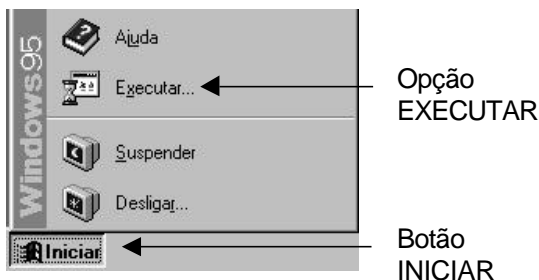 Windows95
Ajuda
Executar...
Suspender
Desligar...
Iniciar
Opção
EXECUTAR
Botão
INICIAR